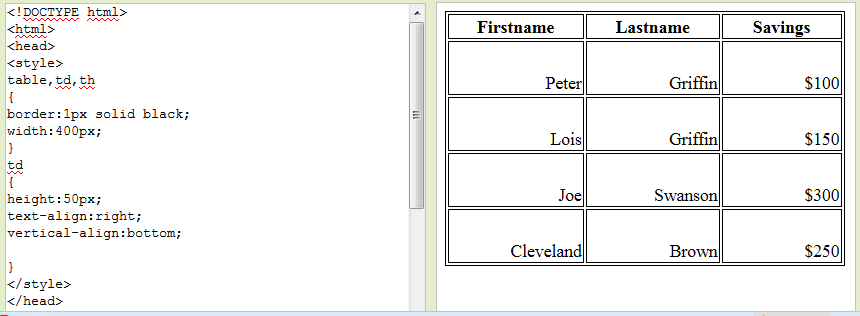 <!DOCTYPE html>
<html>
<head>
<style>
table,td,th
{
border:1px solid black;
width:400px;
}
td
{
height:50px;
text-align:right;
vertical-align:bottom;
}
</style>
</head>
Firstname Lastname Savings
Peter Griffin $100
Lois Griffin $150
Joe Swanson $300
Cleveland Brown $250